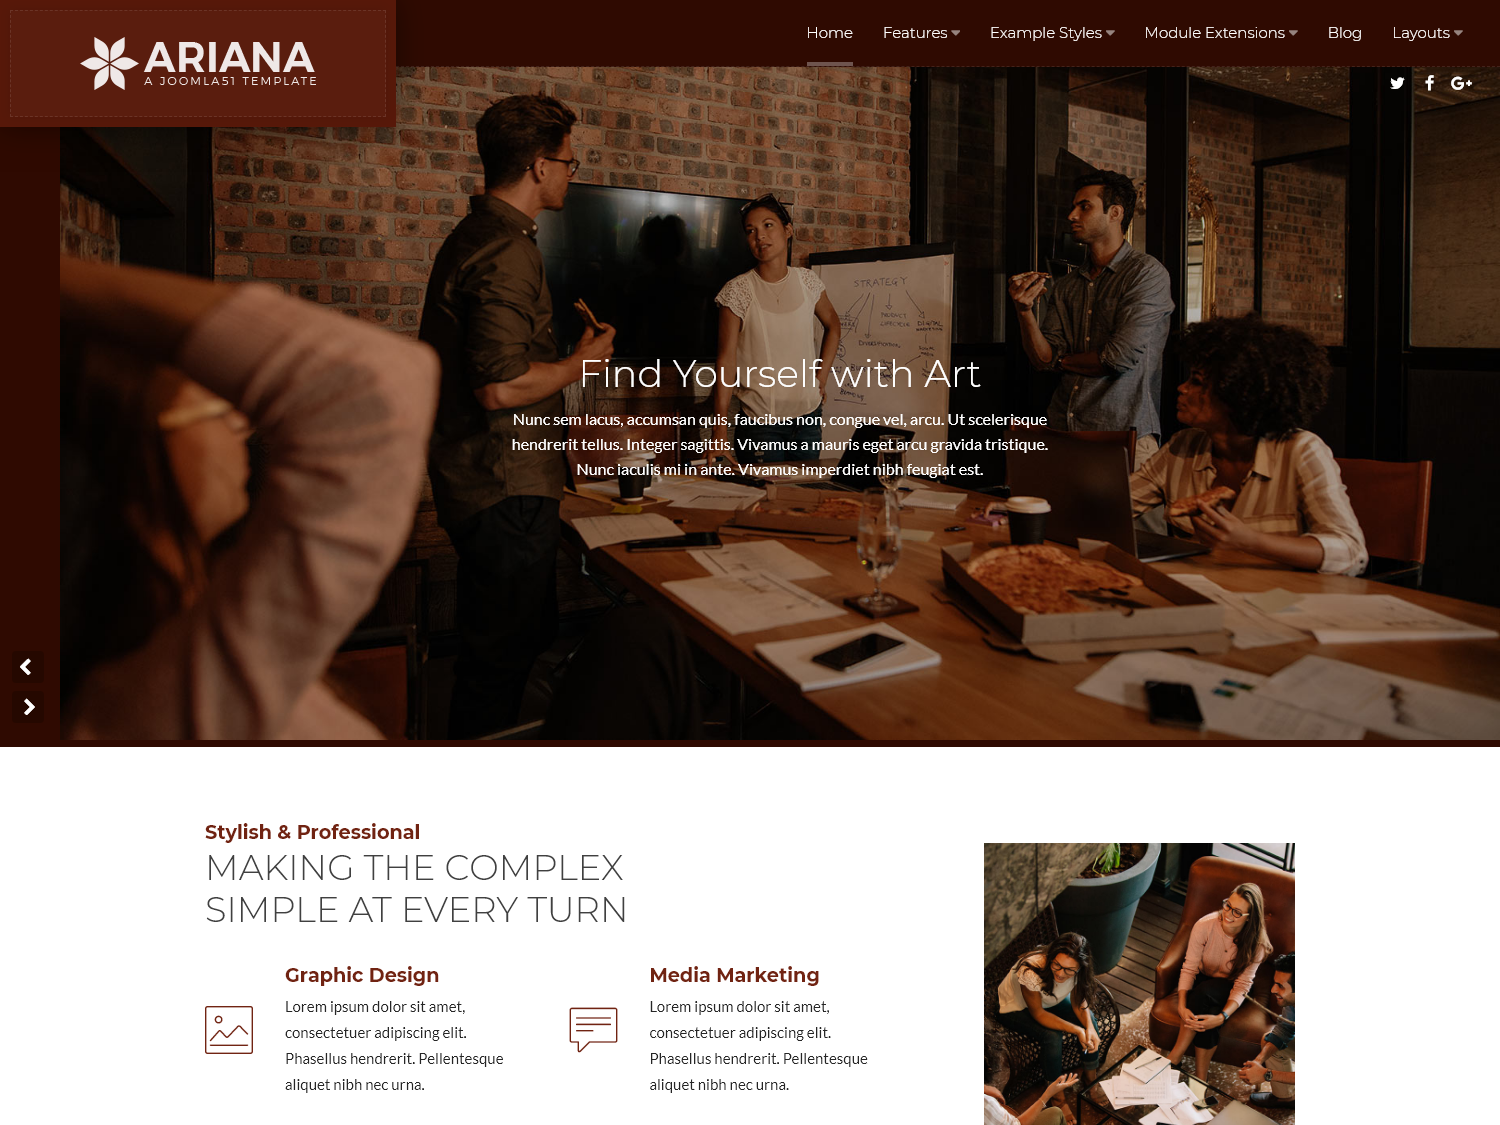 ARIANA
A JOOMLA51 TEMPLATE
Home Features Example Styles Module Extensions Blog Layouts
STRATEGY
PRODUCT
LIFECYCLE
DIGITAL
DIVERSIFICATION
Find Yourself with Art
Nunc sem lacus, accumsan quis, faucibus non, congue vel, arcu. Ut scelerisque
hendrerit tellus. Integer sagittis. Vivamus a mauris eget arcu gravida tristique.
Nunc iaculis mi in ante. Vivamus imperdiet nibh feugiat est.
Stylish & Professional
MAKING THE COMPLEX
SIMPLE AT EVERY TURN
Graphic Design
Lorem ipsum dolor sit amet,
consectetuer adipiscing elit.
Phasellus hendrerit. Pellentesque
aliquet nibh nec urna.
Media Marketing
Lorem ipsum dolor sit amet,
consectetuer adipiscing elit.
Phasellus hendrerit. Pellentesque
aliquet nibh nec urna.